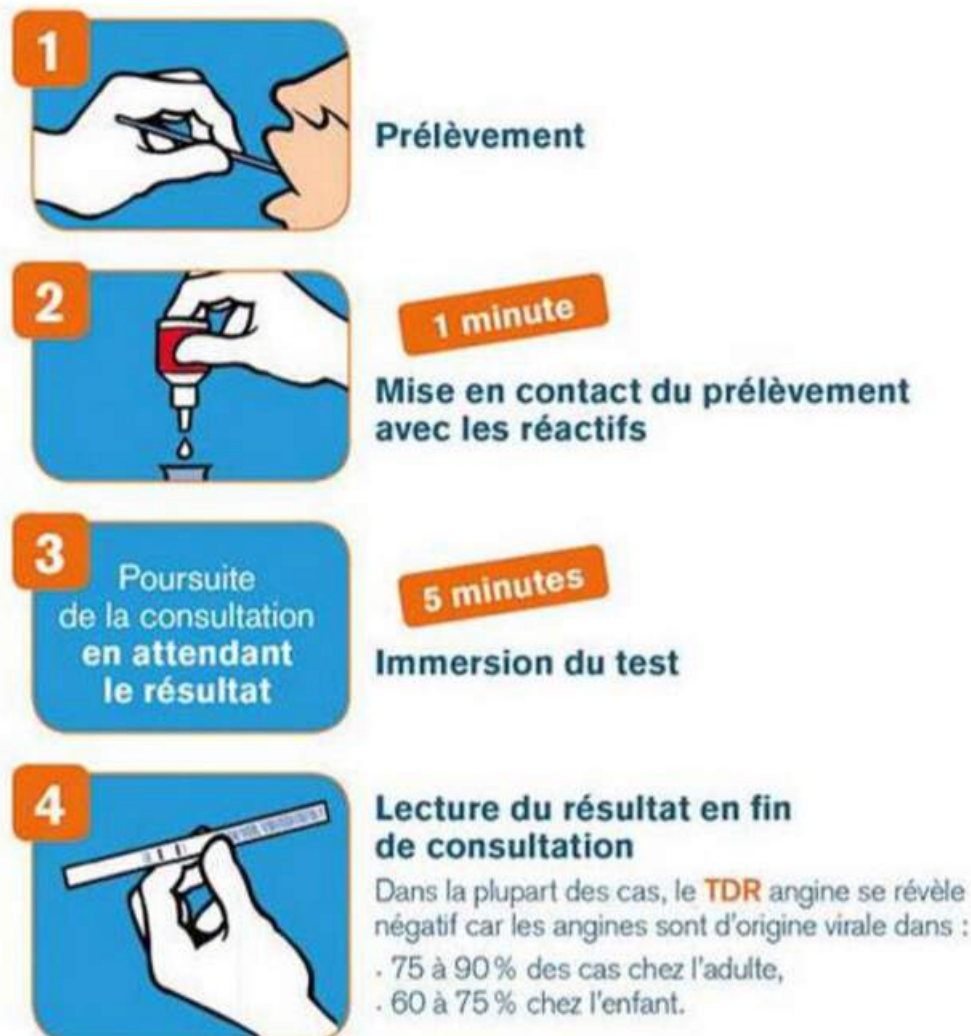 1
Prélèvement
2
1 minute
Mise en contact du prélèvement
avec les réactifs
3
Poursuite
de la consultation
en attendant
le résultat
5 minutes
Immersion du test
4
Lecture du résultat en fin
de consultation
Dans la plupart des cas, le TDR angine se révèle
négatif car les angines sont d'origine virale dans :
. 75 à 90 % des cas chez l'adulte,
. 60 à 75 % chez l'enfant.